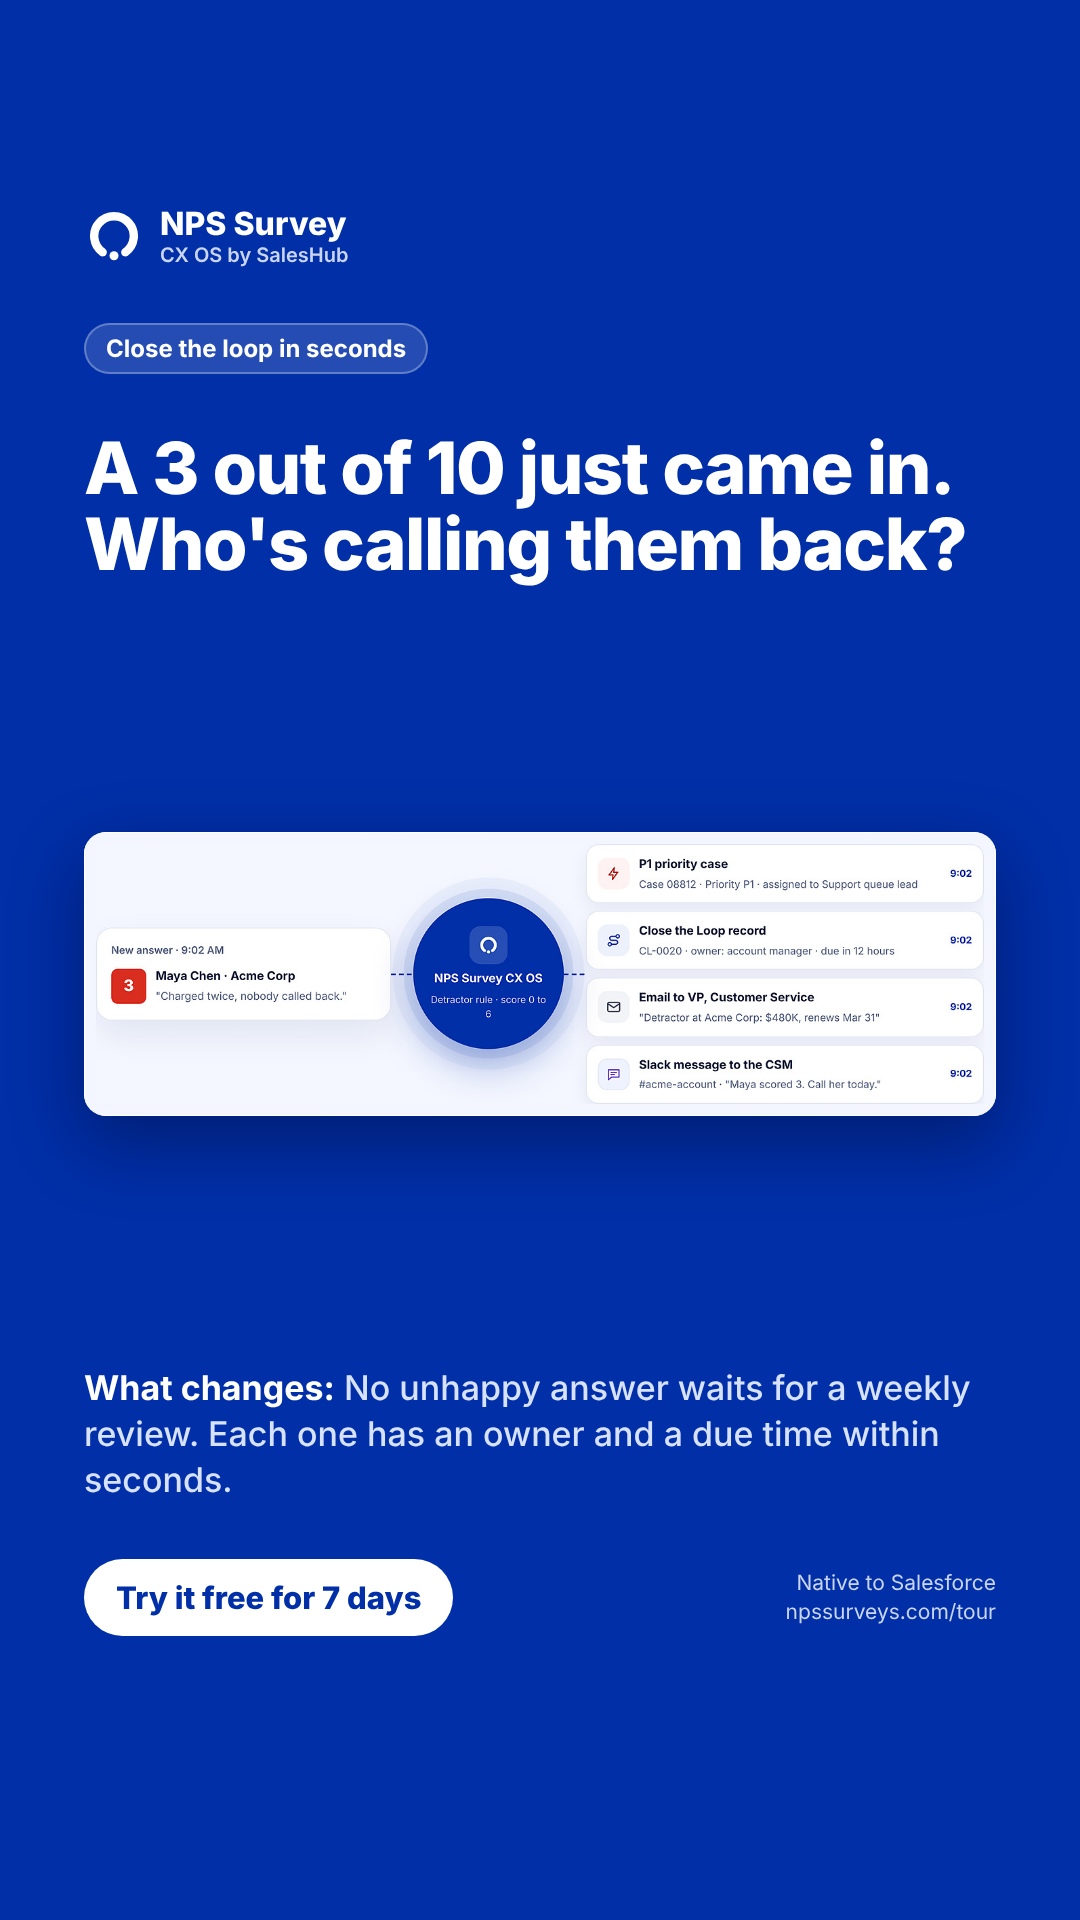 NPS Survey
CX OS by SalesHub
Close the loop in seconds
A 3 out of 10 just came in.
Who's calling them back?
New answer · 9:02 AM
3
Maya Chen · Acme Corp
"Charged twice, nobody called back."
NPS Survey CX OS
Detractor rule · score 0 to
6
P1 priority case
Case 08812 · Priority P1 · assigned to Support queue lead
9:02
Close the Loop record
CL-0020 · owner: account manager · due in 12 hours
9:02
Email to VP, Customer Service
"Detractor at Acme Corp: $480K, renews Mar 31"
9:02
Slack message to the CSM
#acme-account · "Maya scored 3. Call her today."
9:02
What changes: No unhappy answer waits for a weekly
review. Each one has an owner and a due time within
seconds.
Try it free for 7 days
Native to Salesforce
npssurveys.com/tour